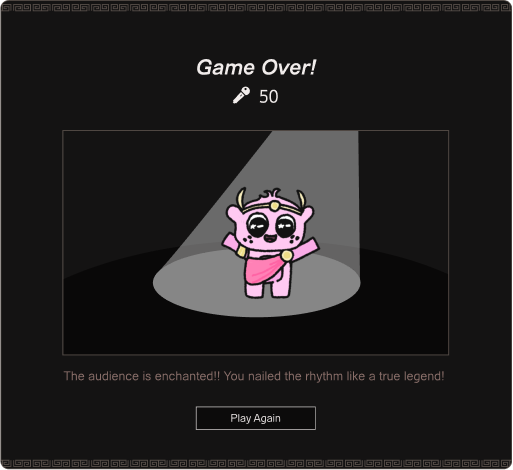 Game Over!
50
The audience is enchanted!! You nailed the rhythm like a true legend!
Play Again